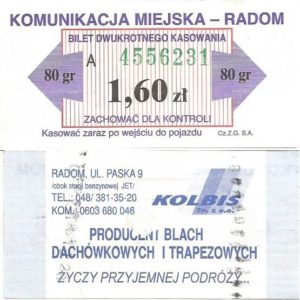 KOMUNIKACJA MIEJSKA – RADOM
BILET DWUKROTNEGO KASOWANIA
A 4556231
80 gr 1,60 zł 80 gr
ZACHOWAĆ DLA KONTROLI
Kasować zaraz po wejściu do pojazdu Cz.Z.G. S.A.
RADOM, UL. PASKA 9
/obok stacji benzynowej JET/
TEL.: 048/ 381-35-20
KOM.: 0603 680 046
KOLBIS
Sp. z o.o.
PRODUCENT BLACH
DACHÓWKOWYCH I TRAPEZOWYCH
ŻYCZY PRZYJEMNEJ PODRÓŻY